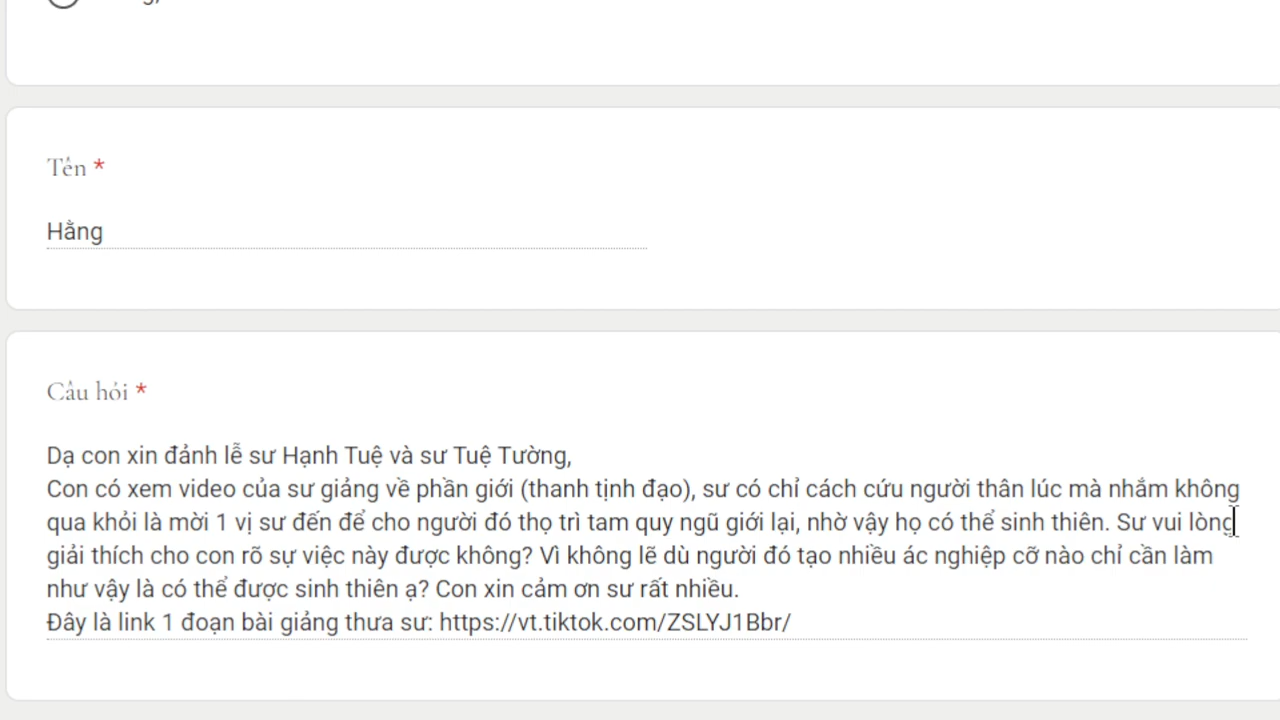 Tên *
Hằng
Câu hỏi *
Dạ con xin đảnh lễ sư Hạnh Tuệ và sư Tuệ Tường,
Con có xem video của sư giảng về phần giới (thanh tịnh đạo), sư có chỉ cách cứu người thân lúc mà nhắm không
qua khỏi là mời 1 vị sư đến để cho người đó thọ trì tam quy ngũ giới lại, nhờ vậy họ có thể sinh thiên. Sư vui lòng
giải thích cho con rõ sự việc này được không? Vì không lẽ dù người đó tạo nhiều ác nghiệp cỡ nào chỉ cần làm
như vậy là có thể được sinh thiên ạ? Con xin cảm ơn sư rất nhiều.
Đây là link 1 đoạn bài giảng thưa sư: https://vt.tiktok.com/ZSLYJ1Bbr/